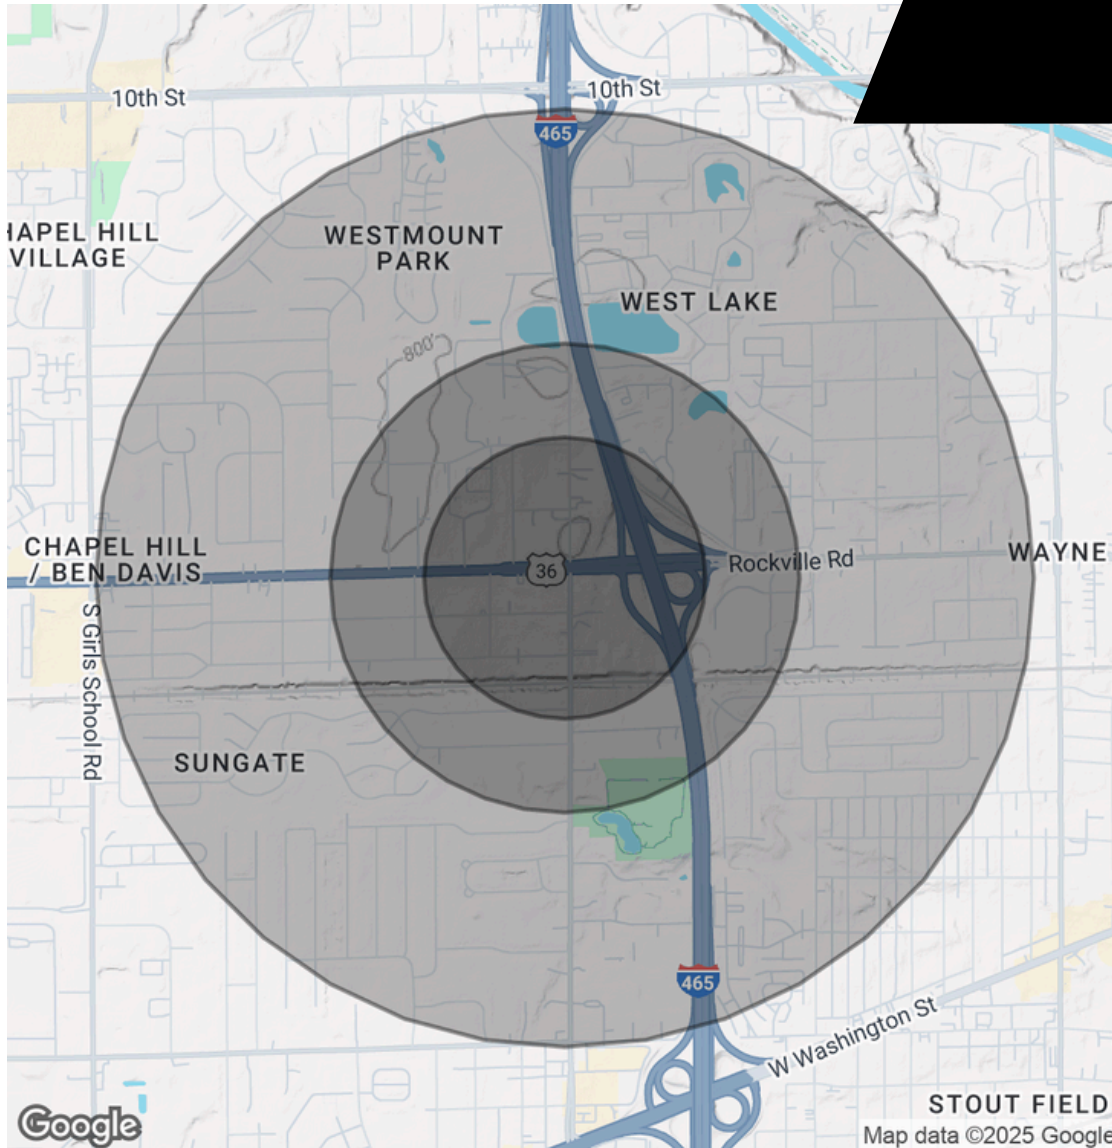 10th St
10th St
465
HAPEL HILL
VILLAGE
WESTMOUNT
PARK
WEST LAKE
800'
CHAPEL HILL
/ BEN DAVIS
36
Rockville Rd
WAYNE
S Girls School Rd
SUNGATE
465
W Washington St
STOUT FIELD
Google
Map data ©2025 Google